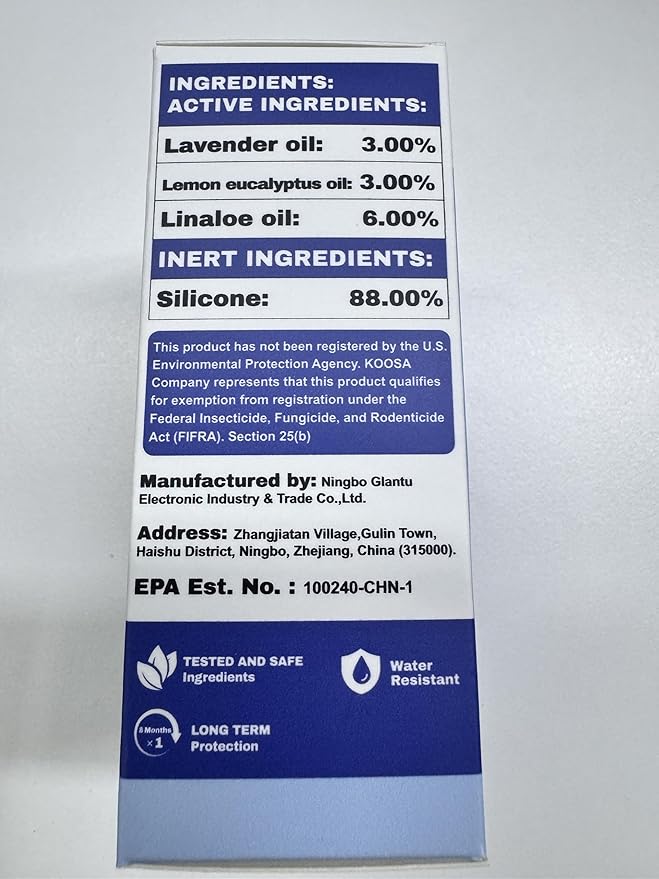 INGREDIENTS:
ACTIVE INGREDIENTS:
Lavender oil: 3.00%
Lemon eucalyptus oil: 3.00%
Linaloe oil: 6.00%
INERT INGREDIENTS:
Silicone: 88.00%
This product has not been registered by the U.S.
Environmental Protection Agency. KOOSA
Company represents that this product qualifies
for exemption from registration under the
Federal Insecticide, Fungicide, and Rodenticide
Act (FIFRA). Section 25(b)
Manufactured by: Ningbo Glantu
Electronic Industry & Trade Co.,Ltd.
Address: Zhangjiatan Village,Gulin Town,
Haishu District, Ningbo, Zhejiang, China (315000).
EPA Est. No. : 100240-CHN-1
TESTED AND SAFE
Ingredients
Water
Resistant
8 Months
×1
LONG TERM
Protection